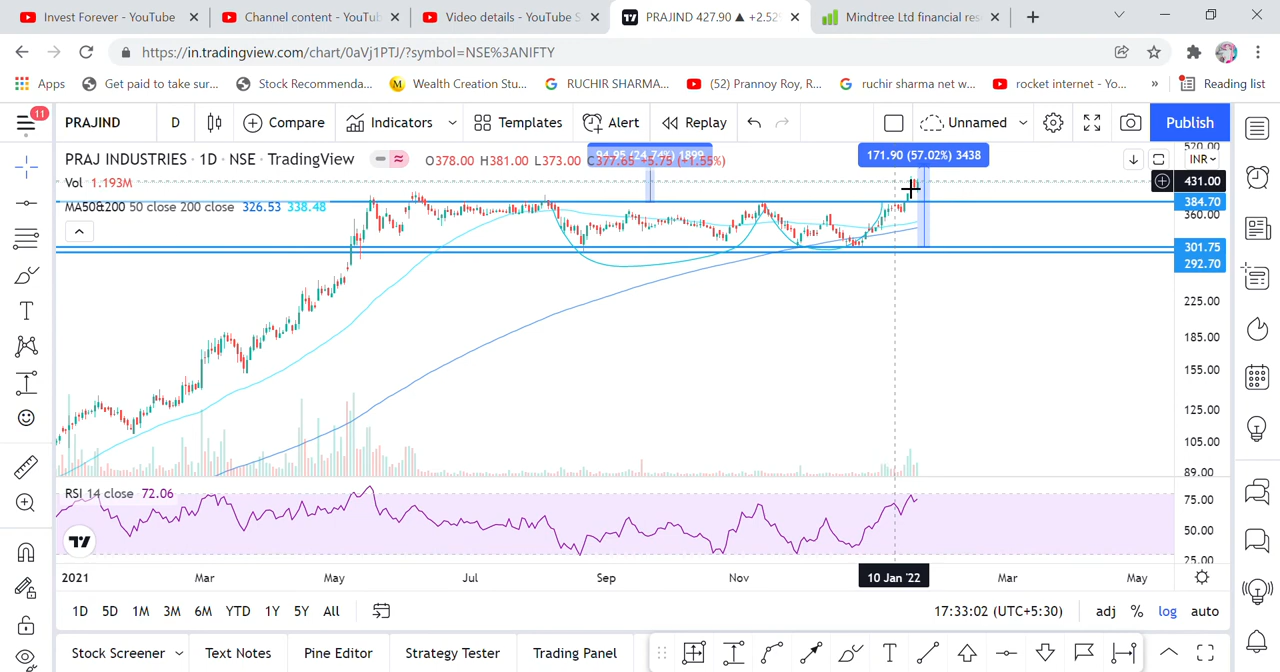 Invest Forever - YouTube
Channel content - YouTub
Video details - YouTube S
PRAJIND 427.90 ▲ +2.52%
Mindtree Ltd financial res
https://in.tradingview.com/chart/0aVj1PTJ/?symbol=NSE%3ANIFTY
Apps
Get paid to take sur...
Stock Recommenda...
Wealth Creation Stu...
RUCHIR SHARMA...
(52) Prannoy Roy, R...
ruchir sharma net w...
rocket internet - Yo...
»
Reading list
11
PRAJIND
D
Compare
Indicators
Templates
Alert
Replay
Unnamed
Publish
PRAJ INDUSTRIES · 1D · NSE · TradingView
O378.00 H381.00 L373.00 C377.65 +5.75 (+1.55%)
94.95 (24.74%) 1899
171.90 (57.02%) 3438
INR
Vol 1.193M
MA50&200 50 close 200 close 326.53 338.48
520.00
431.00
384.70
360.00
301.75
292.70
225.00
185.00
155.00
125.00
105.00
89.00
RSI 14 close 72.06
75.00
50.00
25.00
2021
Mar
May
Jul
Sep
Nov
10 Jan '22
Mar
May
1D 5D 1M 3M 6M YTD 1Y 5Y All
17:33:02 (UTC+5:30)
adj % log auto
Stock Screener
Text Notes
Pine Editor
Strategy Tester
Trading Panel